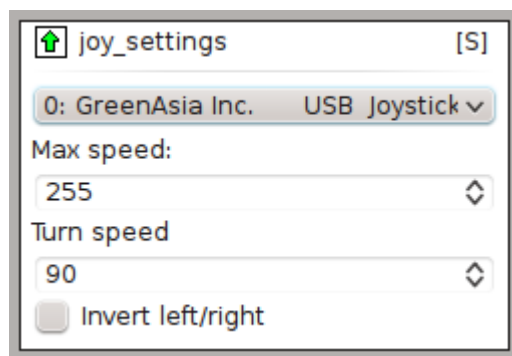 joy_settings [S]
0: GreenAsia Inc. USB Joystick
Max speed:
255
Turn speed
90
Invert left/right